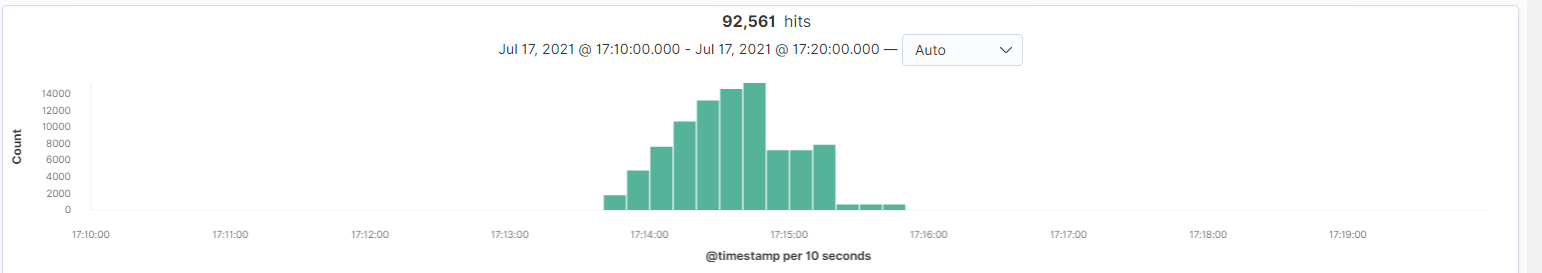 92,561 hits
Jul 17, 2021 @ 17:10:00.000 - Jul 17, 2021 @ 17:20:00.000 — Auto
Count
14000
12000
10000
8000
6000
4000
2000
0
17:10:00 17:11:00 17:12:00 17:13:00 17:14:00 17:15:00 17:16:00 17:17:00 17:18:00 17:19:00
@timestamp per 10 seconds